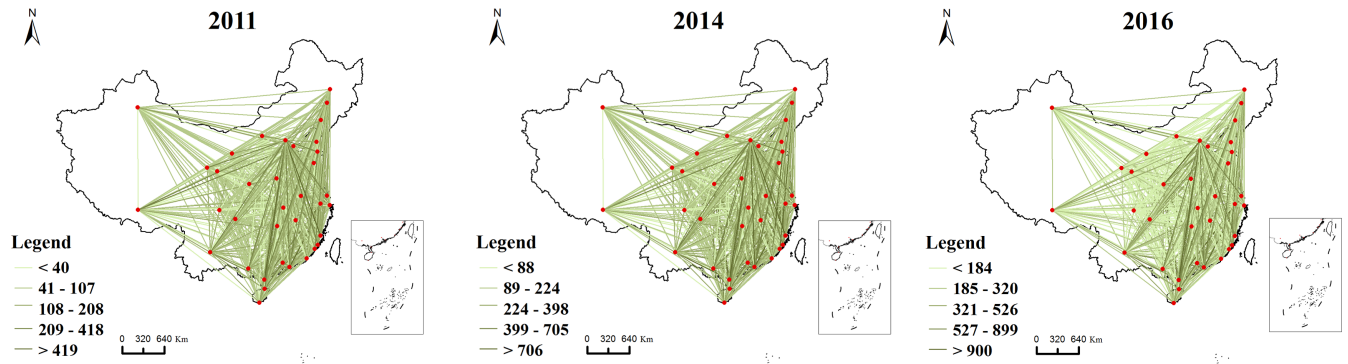 N
2011
Legend
< 40
41 - 107
108 - 208
209 - 418
> 419
0 320 640 Km
N
2014
Legend
< 88
89 - 224
224 - 398
399 - 705
> 706
0 320 640 Km
N
2016
Legend
< 184
185 - 320
321 - 526
527 - 899
> 900
0 320 640 Km